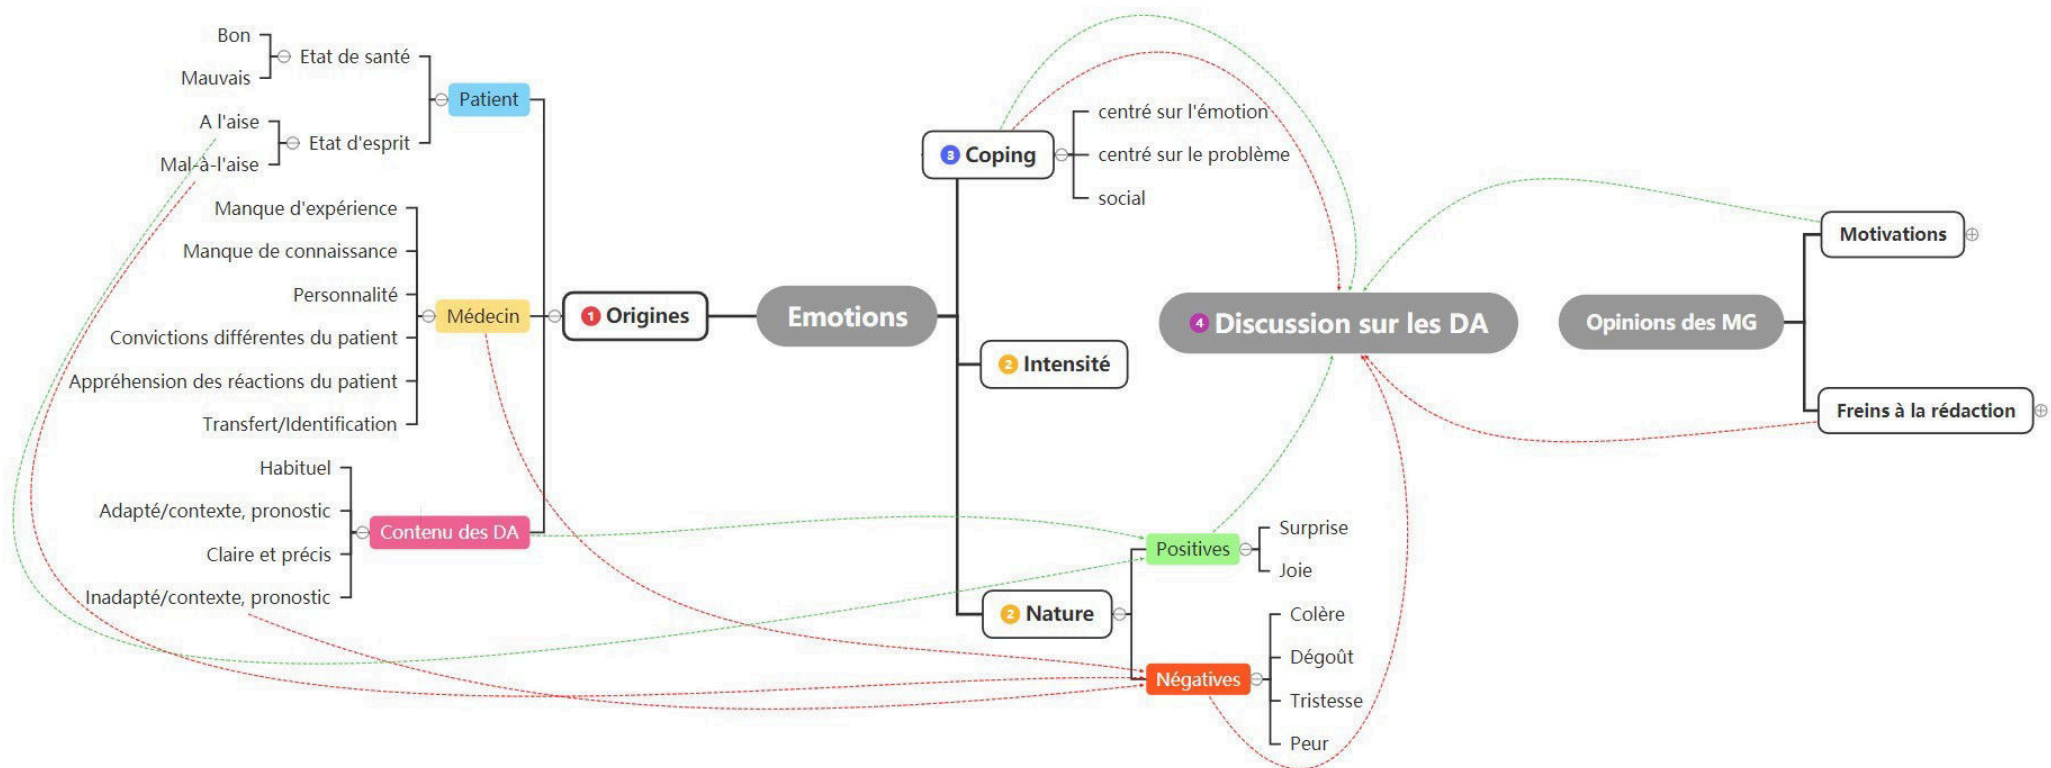 Bon
Etat de santé
Mauvais
Patient
A l'aise
Etat d'esprit
Mal-à-l'aise
Manque d'expérience
Manque de connaissance
Personnalité
Médecin
Convictions différentes du patient
Appréhension des réactions du patient
Transfert/Identification
Habituel
Adapté/contexte, pronostic
Contenu des DA
Claire et précis
Inadapté/contexte, pronostic
1 Origines
Emotions
3 Coping
centré sur l'émotion
centré sur le problème
social
2 Intensité
2 Nature
Positives
Surprise
Joie
Négatives
Colère
Dégoût
Tristesse
Peur
4 Discussion sur les DA
Opinions des MG
Motivations
Freins à la rédaction